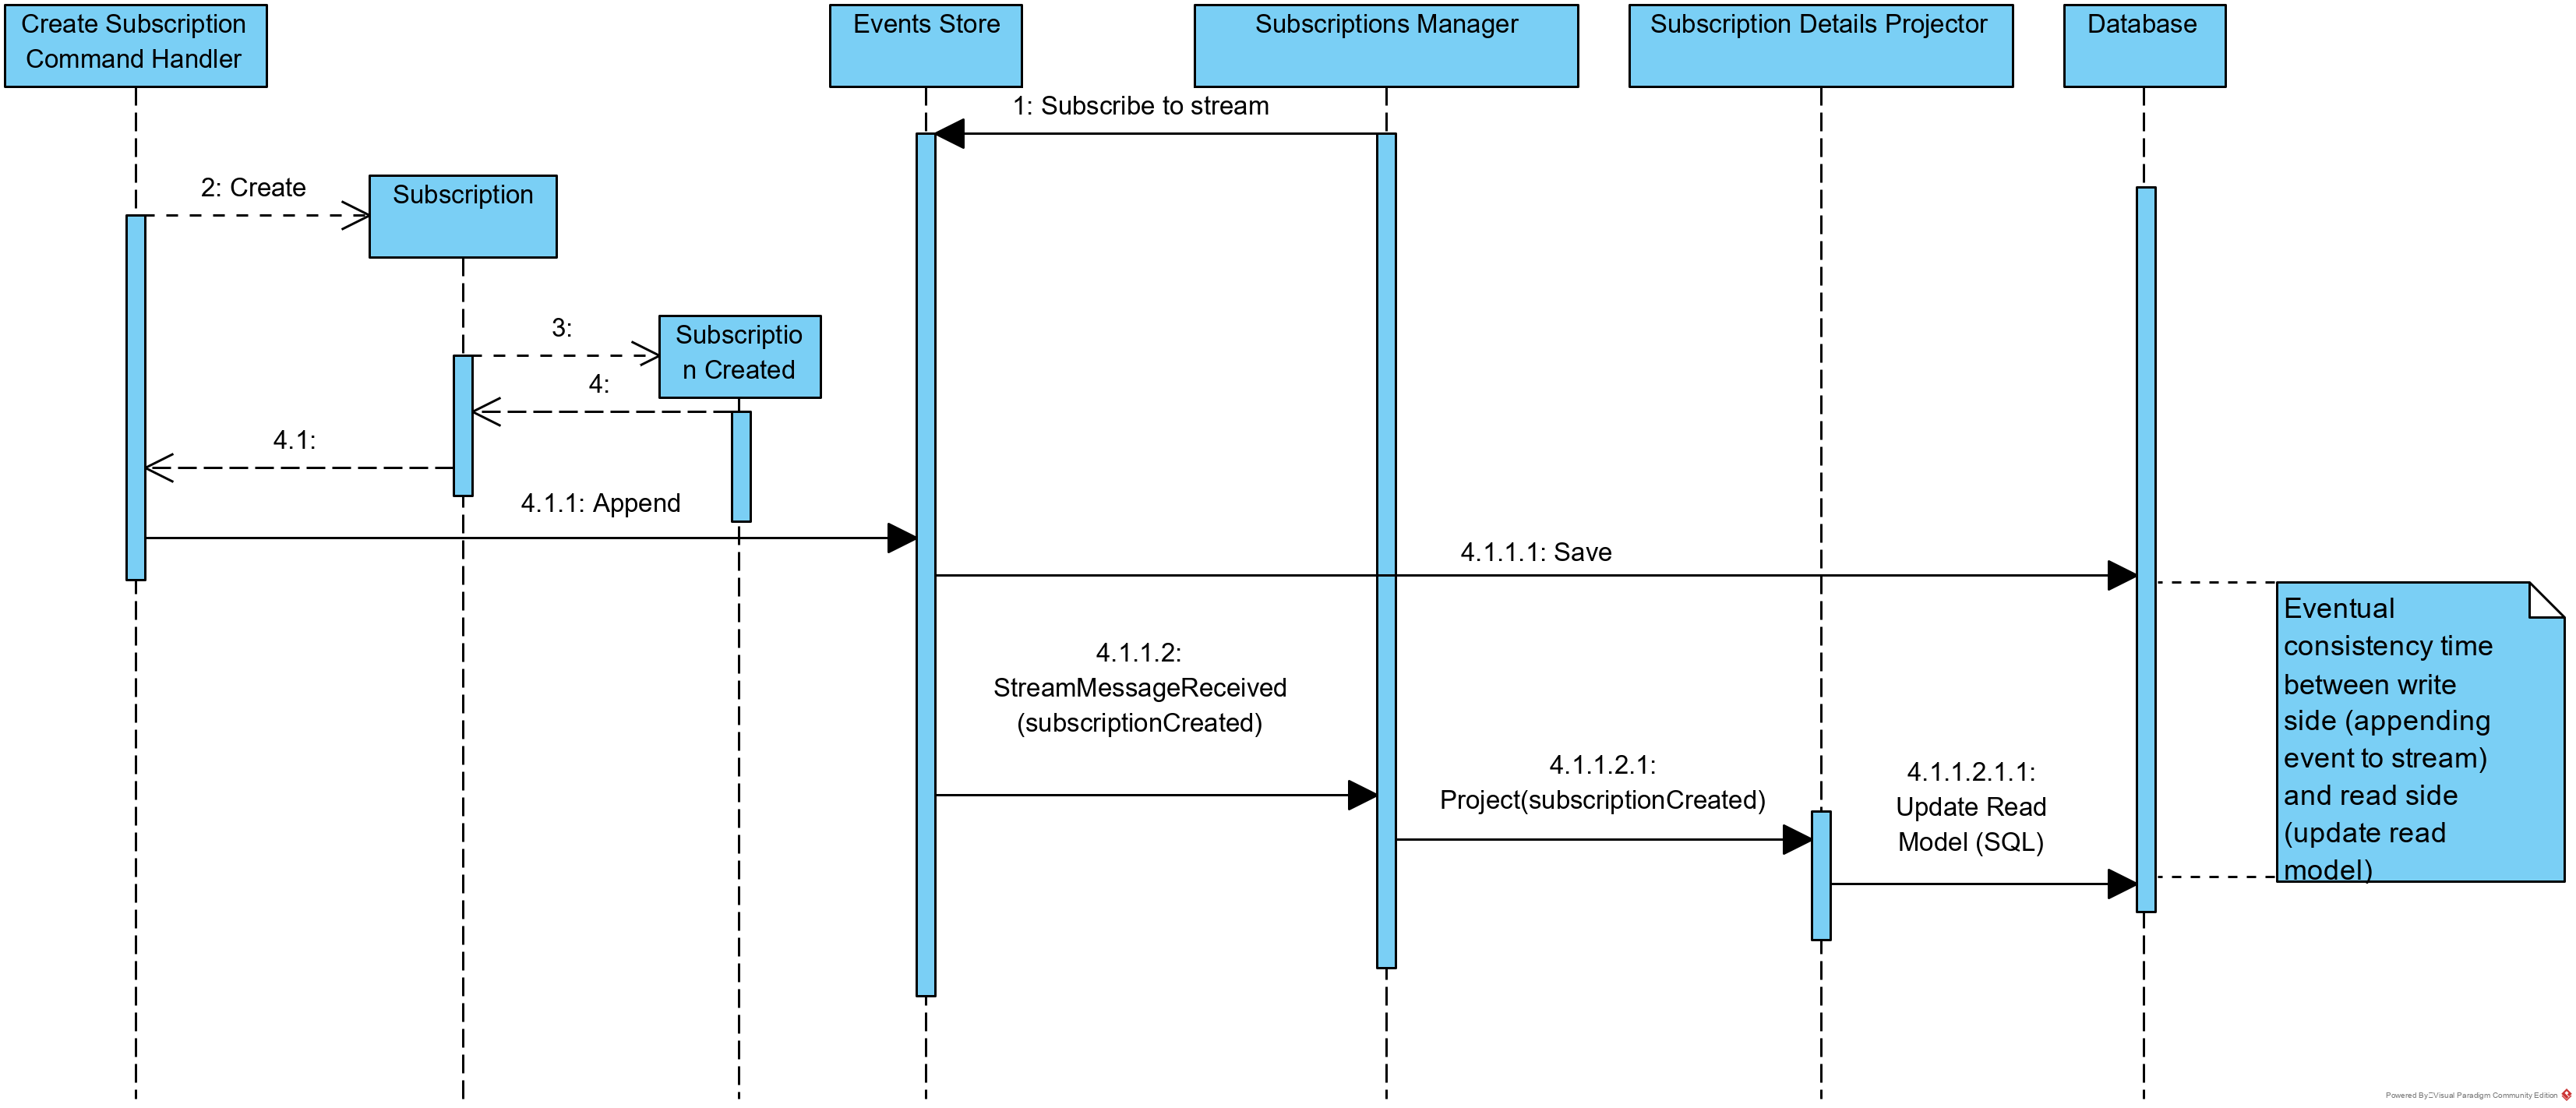 Create Subscription
Command Handler
Events Store
Subscriptions Manager
Subscription Details Projector
Database
1: Subscribe to stream
2: Create
Subscription
3:
Subscriptio
n Created
4:
4.1:
4.1.1: Append
4.1.1.1: Save
4.1.1.2:
StreamMessageReceived
(subscriptionCreated)
4.1.1.2.1:
Project(subscriptionCreated)
4.1.1.2.1.1:
Update Read
Model (SQL)
Eventual
consistency time
between write
side (appending
event to stream)
and read side
(update read
model)
Powered By Visual Paradigm Community Edition